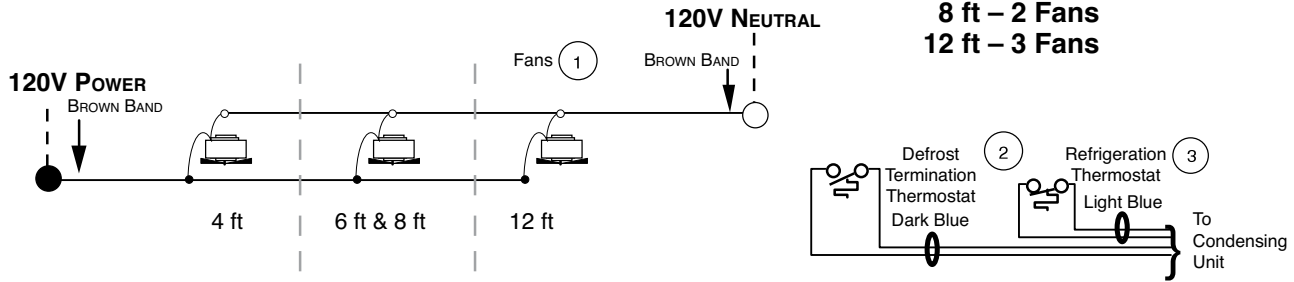 8 ft – 2 Fans
12 ft – 3 Fans
120V NEUTRAL
Fans 1
BROWN BAND
120V POWER
BROWN BAND
4 ft
6 ft & 8 ft
12 ft
Defrost
Termination
Thermostat
2
Dark Blue
Refrigeration
Thermostat
3
Light Blue
To
Condensing
Unit